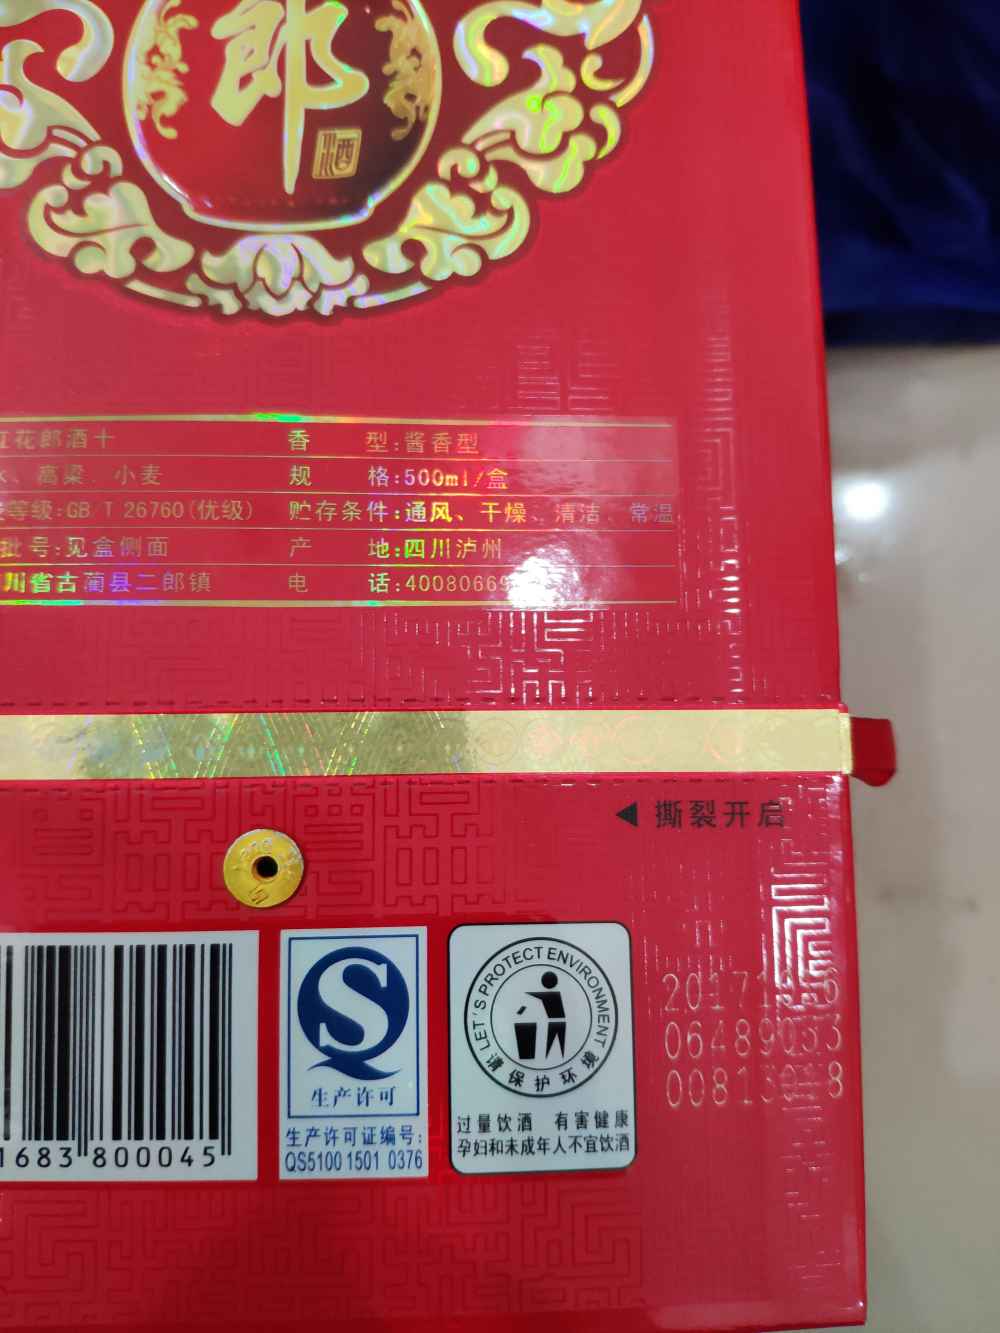 郎
酒
红花郎酒十 香 型:酱香型
水、高粱、小麦 规 格:500ml/盒
等级:GB/T 26760(优级) 贮存条件:通风、干燥、清洁、常温
批号:见盒侧面 产 地:四川泸州
川省古蔺县二郎镇 电 话:40080669
撕裂开启
LET'S PROTECT ENVIRONMENT
请保护环境
生产许可
过量饮酒 有害健康
孕妇和未成年人不宜饮酒
生产许可证编号:
QS5100 1501 0376
1683 800045